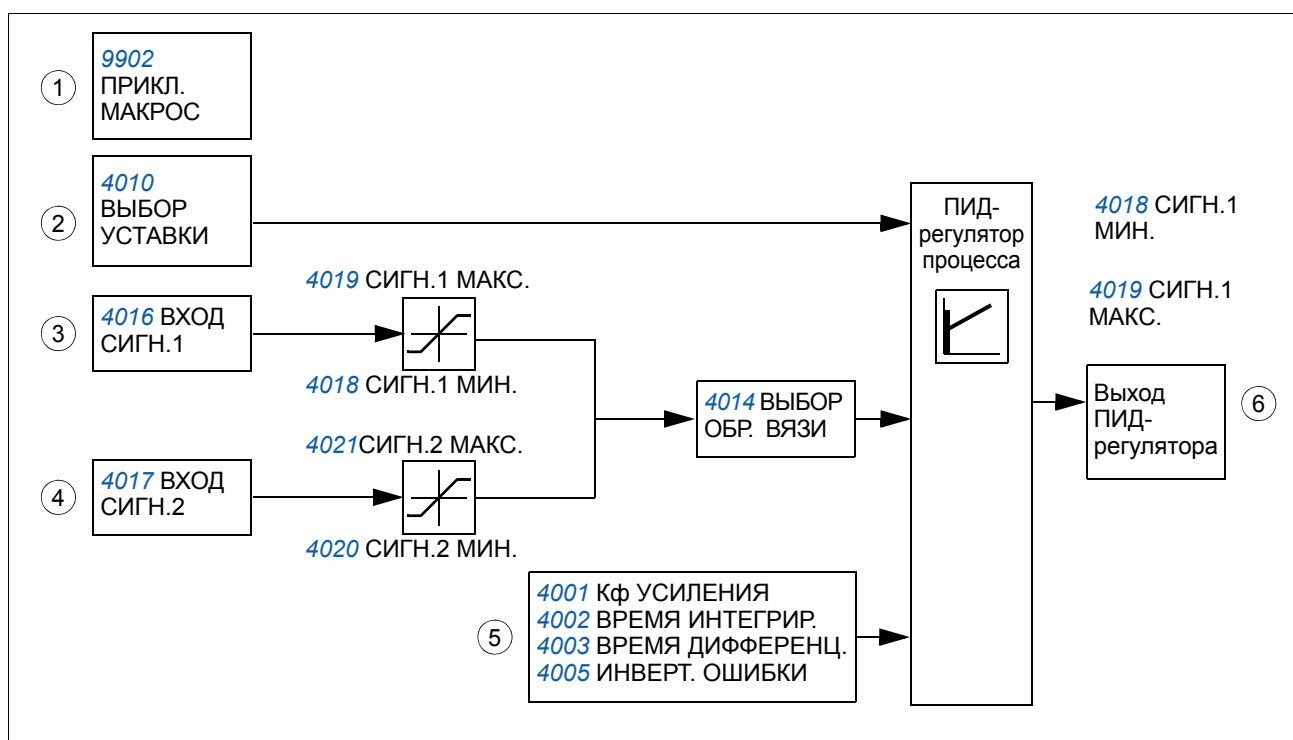 9902
ПРИКЛ.
МАКРОС
1
4010
ВЫБОР
УСТАВКИ
2
4019 СИГН.1 МАКС.
4016 ВХОД
СИГН.1
3
4018 СИГН.1 МИН.
4021СИГН.2 МАКС.
4017 ВХОД
СИГН.2
4
4020 СИГН.2 МИН.
4014 ВЫБОР
ОБР. ВЯЗИ
4001 Кф УСИЛЕНИЯ
4002 ВРЕМЯ ИНТЕГРИР.
4003 ВРЕМЯ ДИФФЕРЕНЦ.
4005 ИНВЕРТ. ОШИБКИ
5
ПИД-
регулятор
процесса
4018 СИГН.1
МИН.
4019 СИГН.1
МАКС.
Выход
ПИД-
регулятора
6